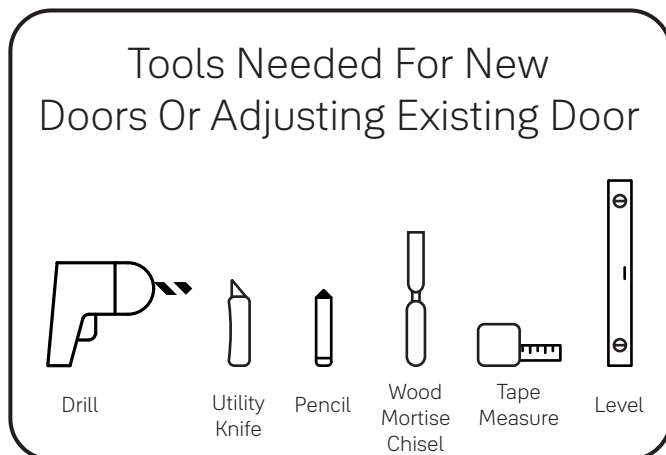 Tools Needed For New
Doors Or Adjusting Existing Door
Drill
Utility
Knife
Pencil
Wood
Mortise
Chisel
Tape
Measure
Level